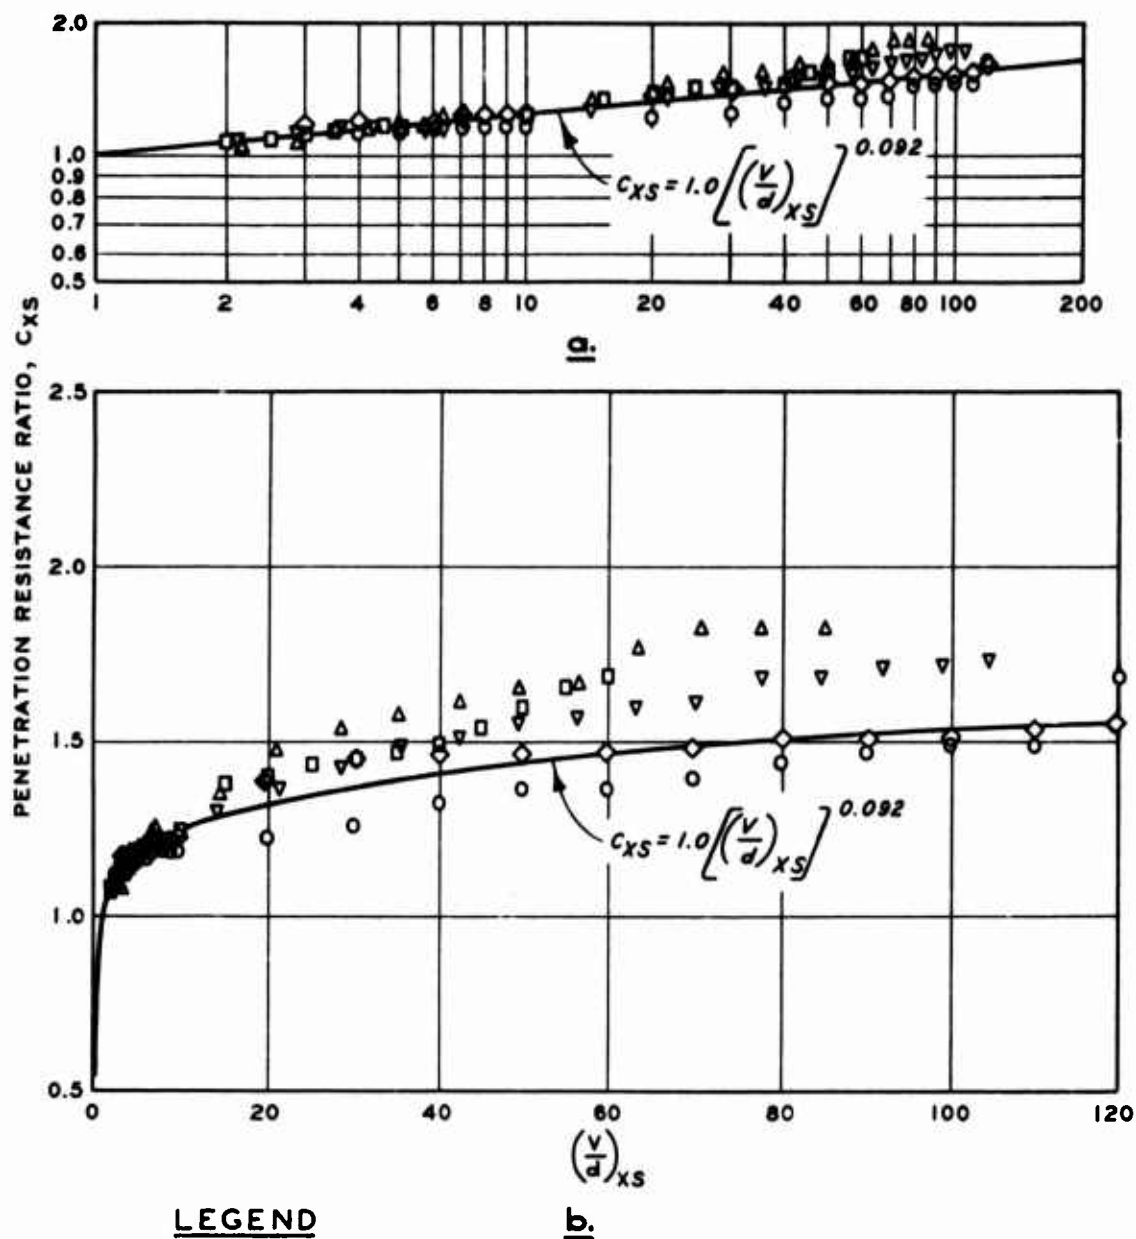 PENETRATION RESISTANCE RATIO, CXS
2.0
1.0
0.9
0.8
0.7
0.6
0.5
1 2 4 6 8 10 20 40 60 80 100 200
CXS = 1.0 [(V/d)XS]^0.092
a.
2.5
2.0
1.5
1.0
0.5
0 20 40 60 80 100 120
CXS = 1.0 [(V/d)XS]^0.092
(V/d)XS
LEGEND
b.